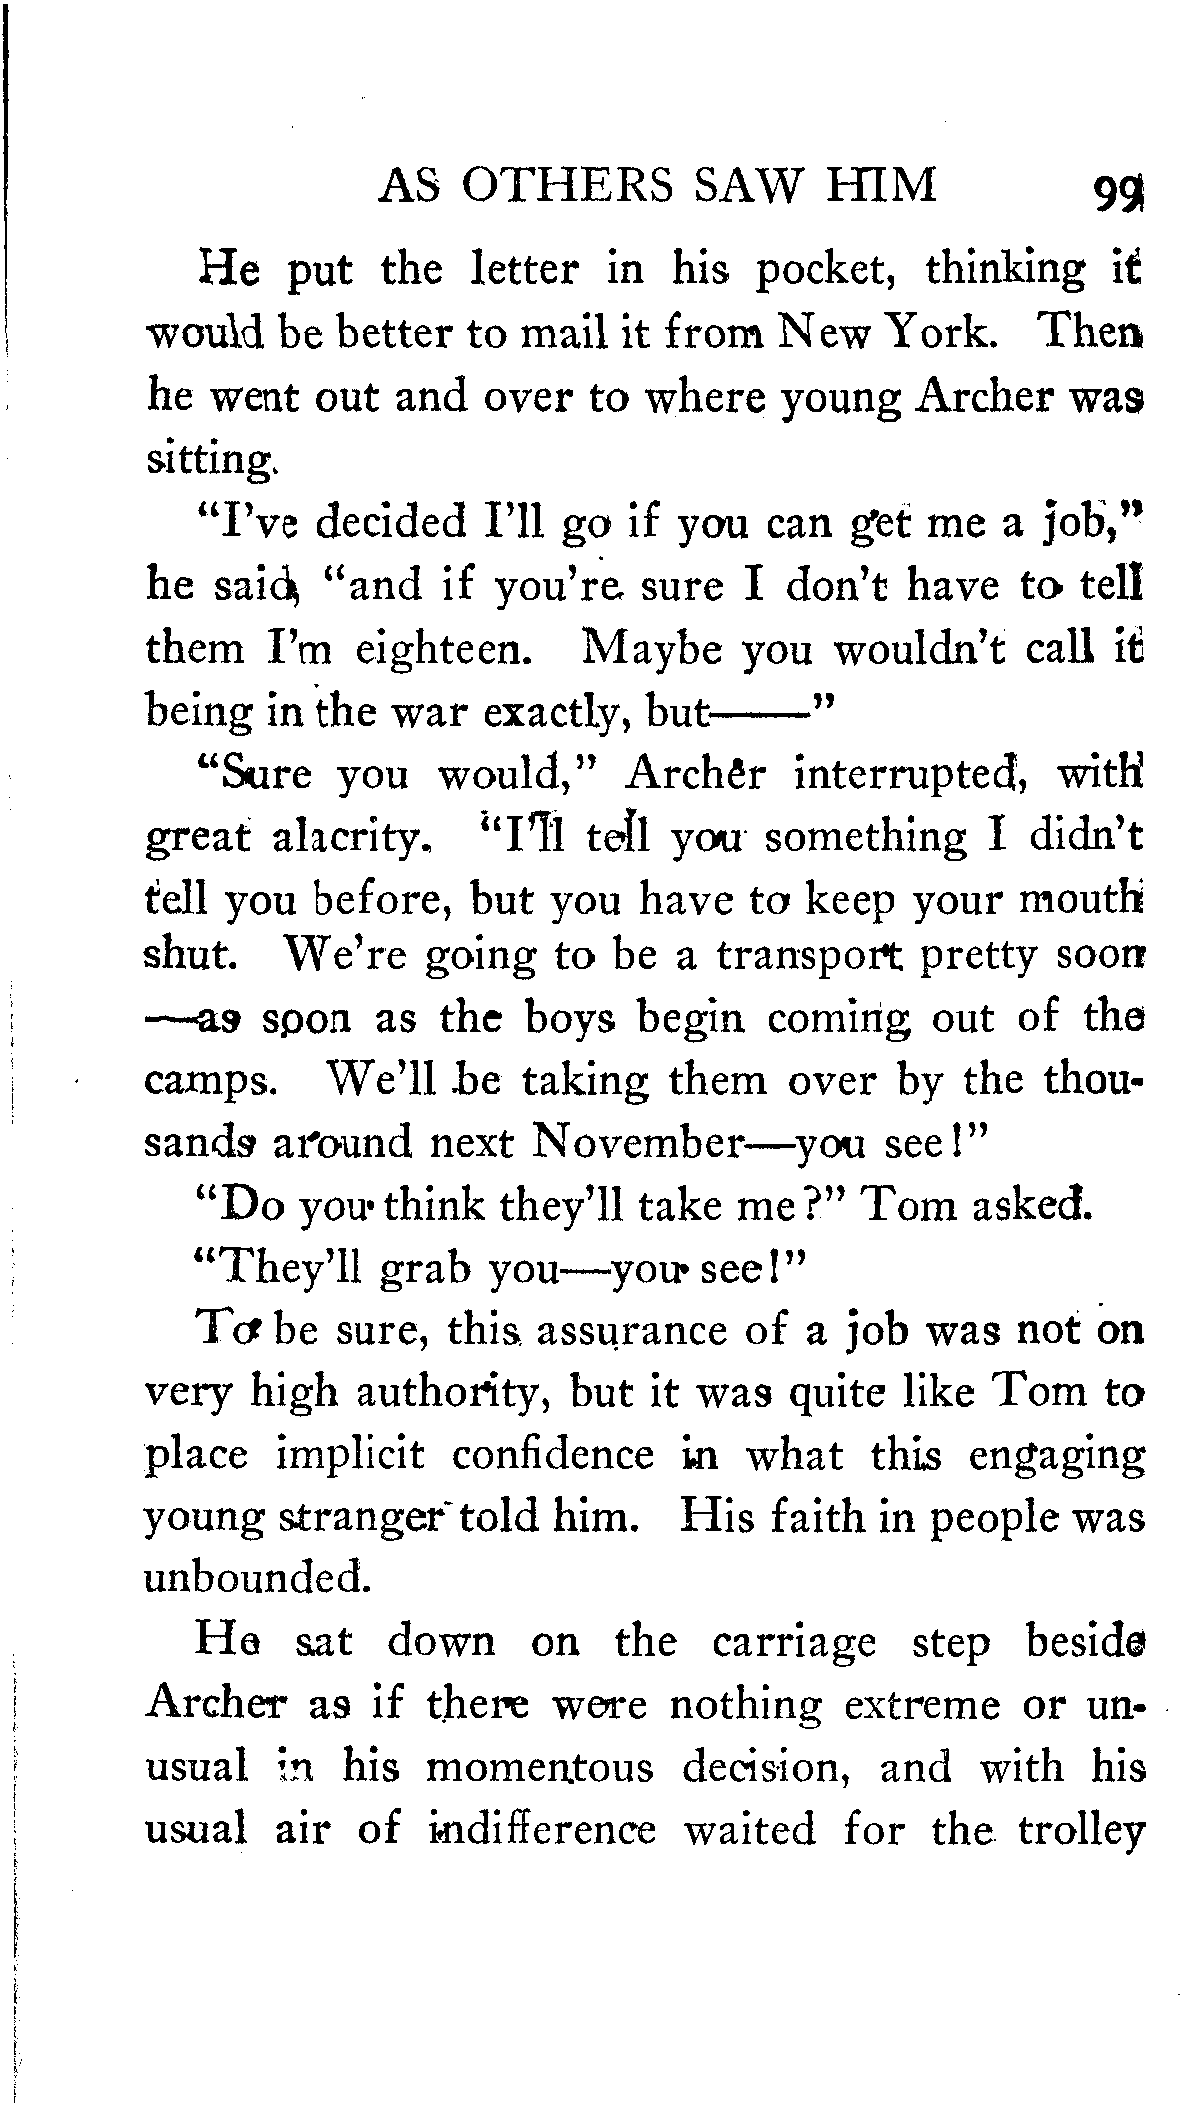 AS OTHERS SAW HIM 99
He put the letter in his pocket, thinking it
would be better to mail it from New York. Then
he went out and over to where young Archer was
sitting.
"I've decided I'll go if you can get me a job,"
he said, "and if you're sure I don't have to tell
them I'm eighteen. Maybe you wouldn't call it
being in the war exactly, but——"
"Sure you would," Archer interrupted, with
great alacrity. "I'll tell you something I didn't
tell you before, but you have to keep your mouth
shut. We're going to be a transport pretty soon
—as soon as the boys begin coming out of the
camps. We'll be taking them over by the thou-
sands around next November—you see!"
"Do you think they'll take me?" Tom asked.
"They'll grab you—you see!"
To be sure, this assurance of a job was not on
very high authority, but it was quite like Tom to
place implicit confidence in what this engaging
young stranger told him. His faith in people was
unbounded.
He sat down on the carriage step beside
Archer as if there were nothing extreme or un-
usual in his momentous decision, and with his
usual air of indifference waited for the trolley